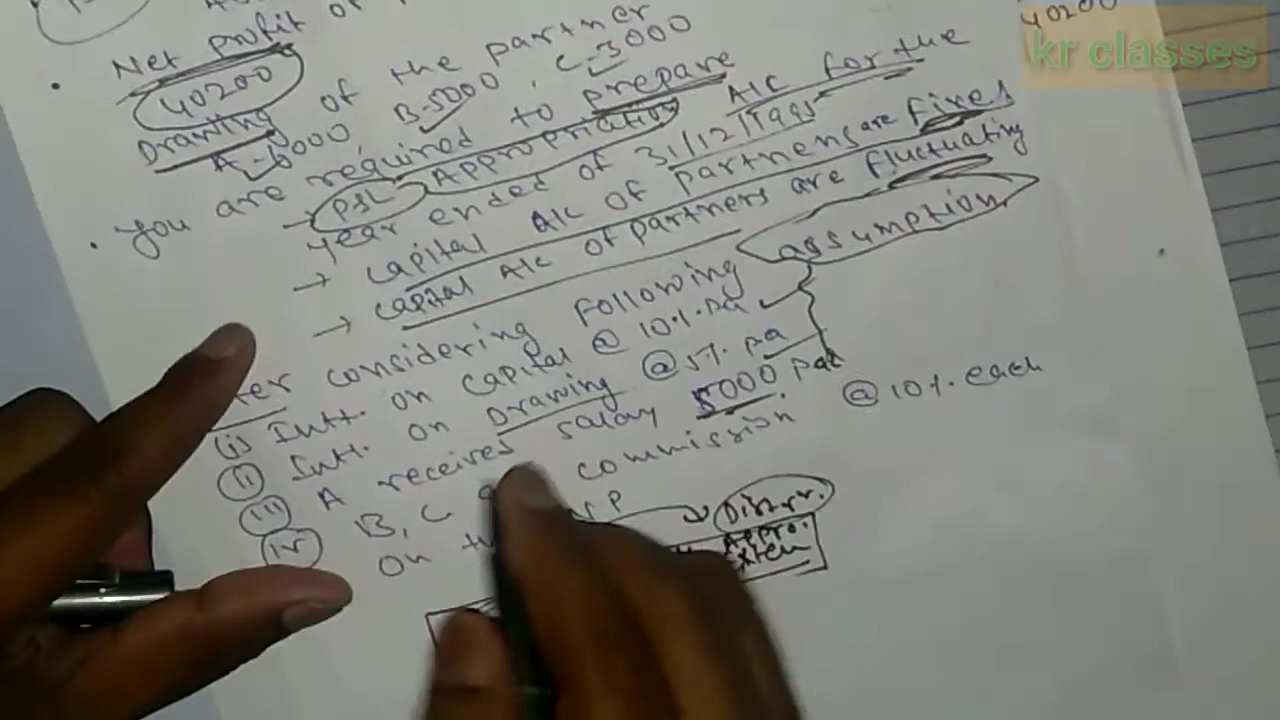 40200
kr classes
Net profit of
40200
Drawing of the partner
A-6000 B-5000, C-3000
You are required to prepare
→ P&L Appropriation A/C for the
year ended of 31/12/1995
→ Capital A/C of partners are fixed
→ Capital A/C of partners are fluctuating
assumption
considering following
(i) Intt. on capital @ 10%.pa
(ii) Intt. on Drawing @5%. pa
(iii) A receives salary 5000 pa
(iv) B, C commission @ 10%. each
On
Distr.
Appro.